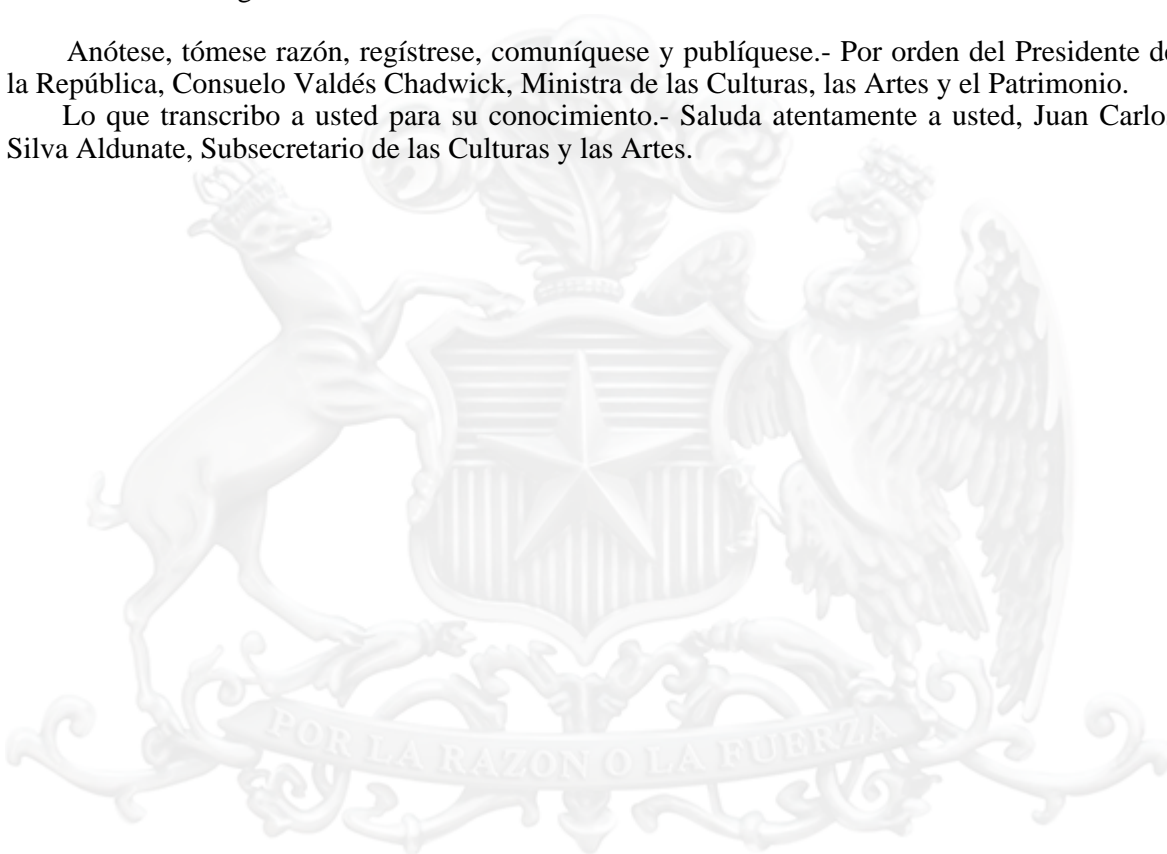 Anótese, tómese razón, regístrese, comuníquese y publíquese.- Por orden del Presidente de
la República, Consuelo Valdés Chadwick, Ministra de las Culturas, las Artes y el Patrimonio.
Lo que transcribo a usted para su conocimiento.- Saluda atentamente a usted, Juan Carlos
Silva Aldunate, Subsecretario de las Culturas y las Artes.
POR LA RAZON O LA FUERZA